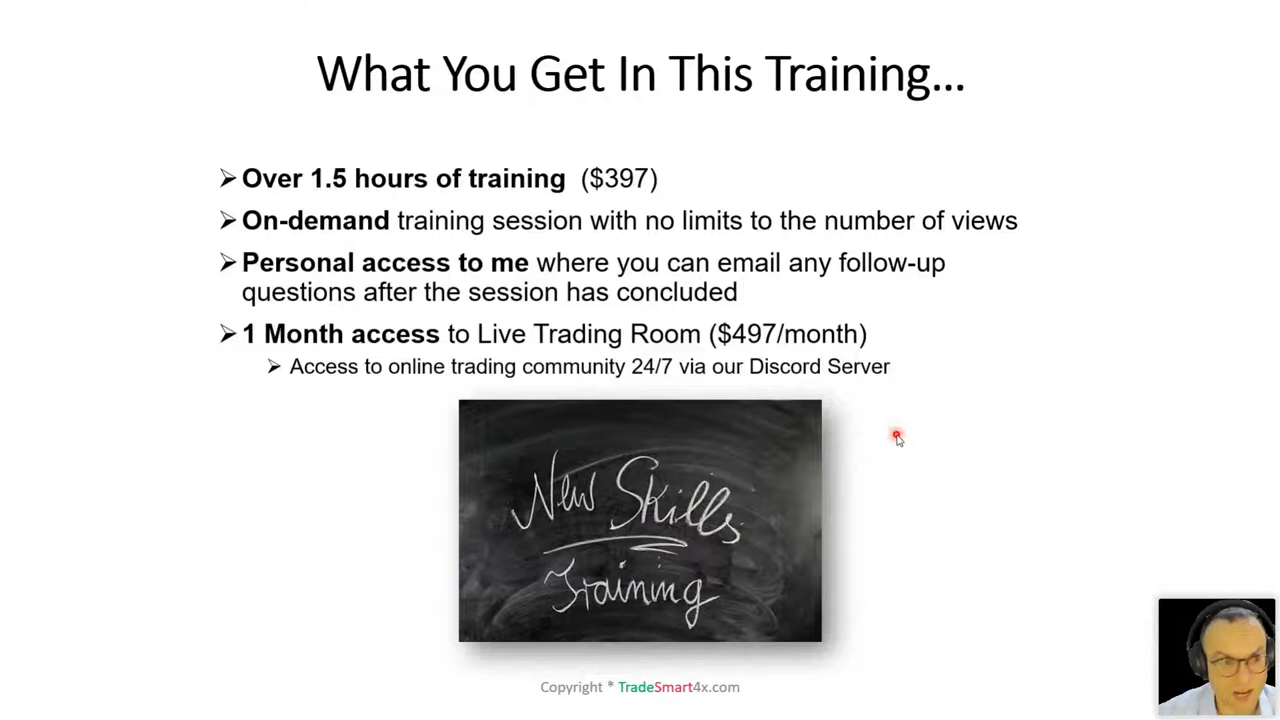 What You Get In This Training...
Over 1.5 hours of training ($397)
On-demand training session with no limits to the number of views
Personal access to me where you can email any follow-up
questions after the session has concluded
1 Month access to Live Trading Room ($497/month)
Access to online trading community 24/7 via our Discord Server
New Skills
Training
Copyright * TradeSmart4x.com